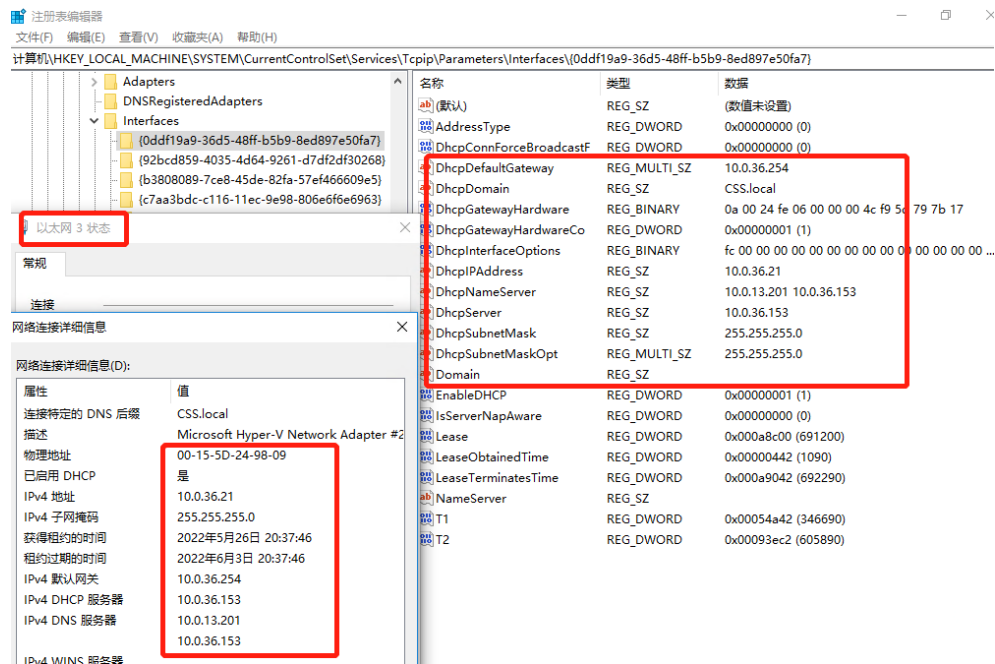 注册表编辑器
文件(F) 编辑(E) 查看(V) 收藏夹(A) 帮助(H)
计算机\HKEY_LOCAL_MACHINE\SYSTEM\CurrentControlSet\Services\Tcpip\Parameters\Interfaces\{0ddf19a9-36d5-48ff-b5b9-8ed897e50fa7}
Adapters
DNSRegisteredAdapters
Interfaces
{0ddf19a9-36d5-48ff-b5b9-8ed897e50fa7}
{92bcd859-4035-4d64-9261-d7df2df30268}
{b3808089-7ce8-45de-82fa-57ef466609e5}
{c7aa3bdc-c116-11ec-9e98-806e6f6e6963}
名称 类型 数据
(默认) REG_SZ (数值未设置)
AddressType REG_DWORD 0x00000000 (0)
DhcpConnForceBroadcastF REG_DWORD 0x00000000 (0)
DhcpDefaultGateway REG_MULTI_SZ 10.0.36.254
DhcpDomain REG_SZ CSS.local
DhcpGatewayHardware REG_BINARY 0a 00 24 fe 06 00 00 00 4c f9 5d 79 7b 17
DhcpGatewayHardwareCo REG_DWORD 0x00000001 (1)
DhcpInterfaceOptions REG_BINARY fc 00 00 00 00 00 00 00 00 00 00 00 00 00 00 00 ...
DhcpIPAddress REG_SZ 10.0.36.21
DhcpNameServer REG_SZ 10.0.13.201 10.0.36.153
DhcpServer REG_SZ 10.0.36.153
DhcpSubnetMask REG_SZ 255.255.255.0
DhcpSubnetMaskOpt REG_MULTI_SZ 255.255.255.0
Domain REG_SZ
EnableDHCP REG_DWORD 0x00000001 (1)
IsServerNapAware REG_DWORD 0x00000000 (0)
Lease REG_DWORD 0x000a8c00 (691200)
LeaseObtainedTime REG_DWORD 0x00000442 (1090)
LeaseTerminatesTime REG_DWORD 0x000a9042 (692290)
NameServer REG_SZ
T1 REG_DWORD 0x00054a42 (346690)
T2 REG_DWORD 0x00093ec2 (605890)
以太网 3 状态
常规
连接
网络连接详细信息
网络连接详细信息(D):
属性 值
连接特定的 DNS 后缀 CSS.local
描述 Microsoft Hyper-V Network Adapter #2
物理地址 00-15-5D-24-98-09
已启用 DHCP 是
IPv4 地址 10.0.36.21
IPv4 子网掩码 255.255.255.0
获得租约的时间 2022年5月26日 20:37:46
租约过期的时间 2022年6月3日 20:37:46
IPv4 默认网关 10.0.36.254
IPv4 DHCP 服务器 10.0.36.153
IPv4 DNS 服务器 10.0.13.201
10.0.36.153
IPv4 WINS 服务器